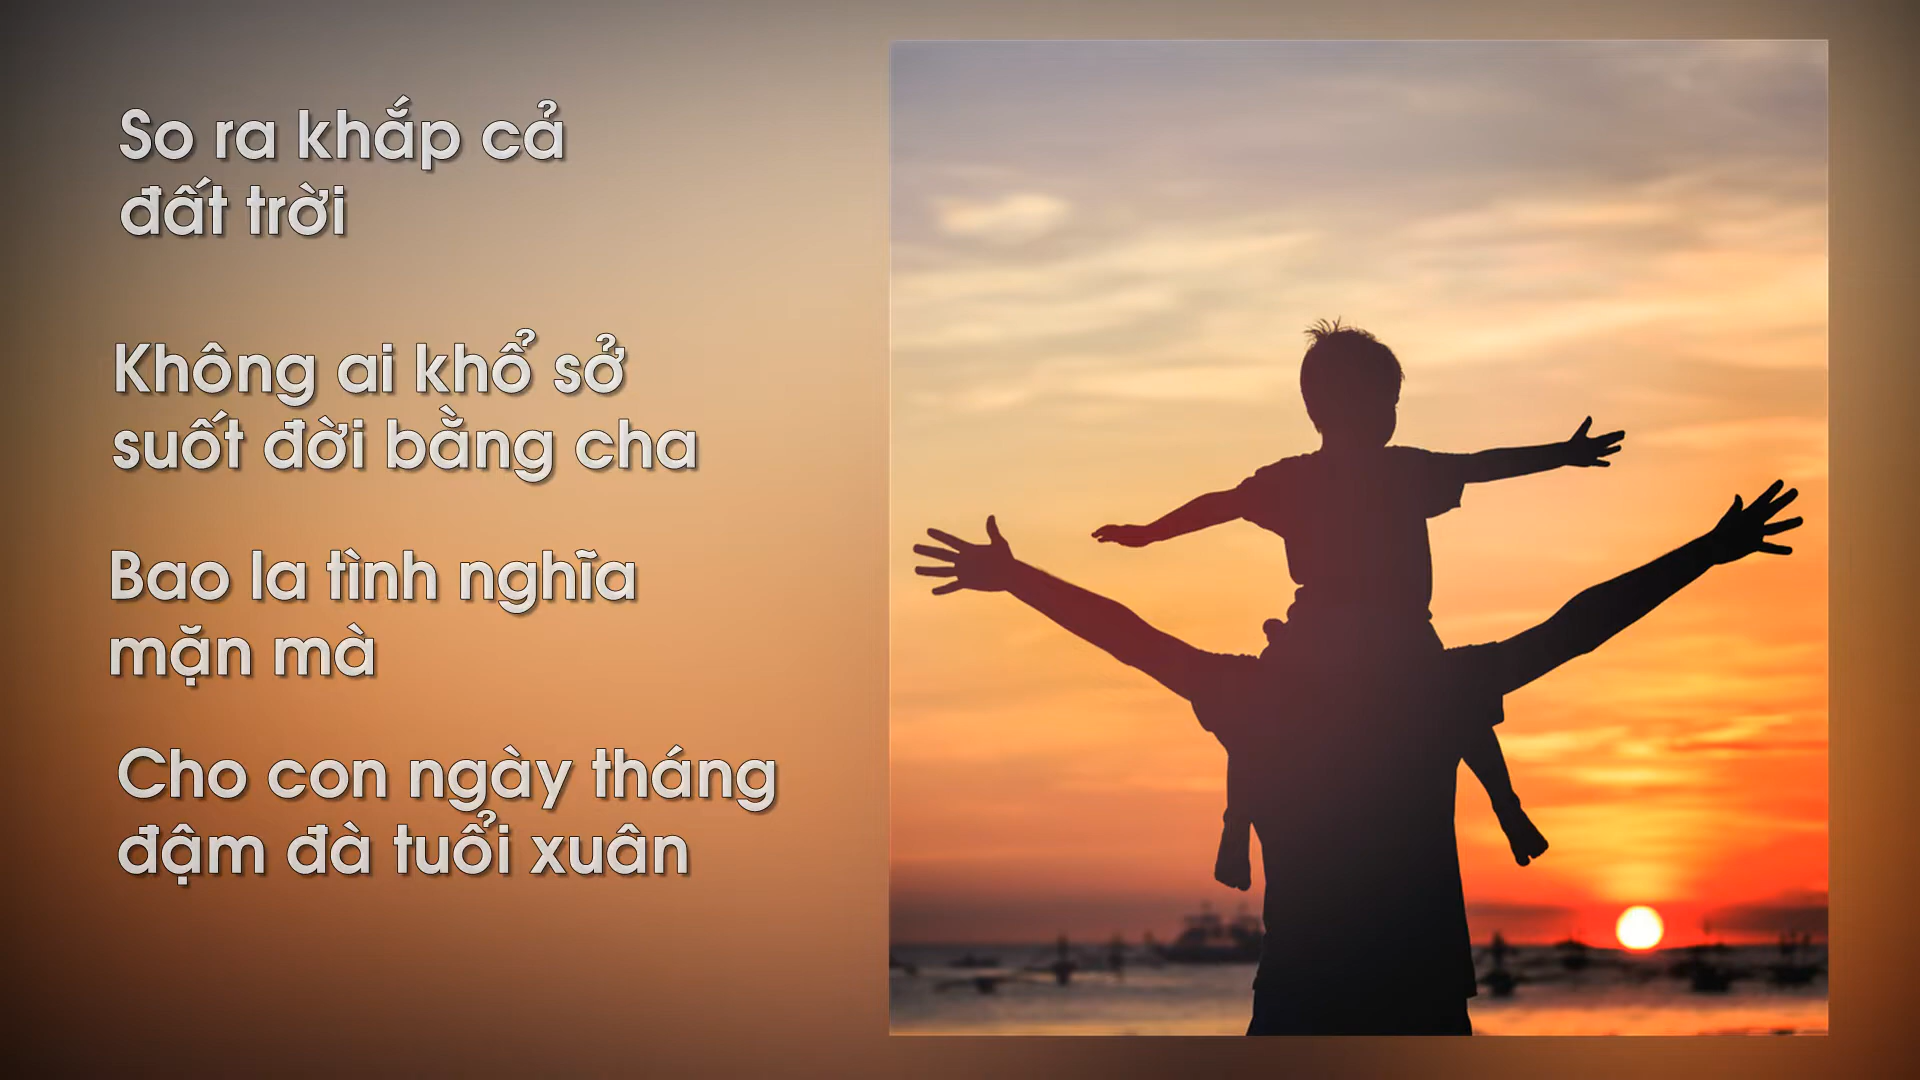 So ra khắp cả
đất trời
Không ai khổ sở
suốt đời bằng cha
Bao la tình nghĩa
mặn mà
Cho con ngày tháng
đậm đà tuổi xuân